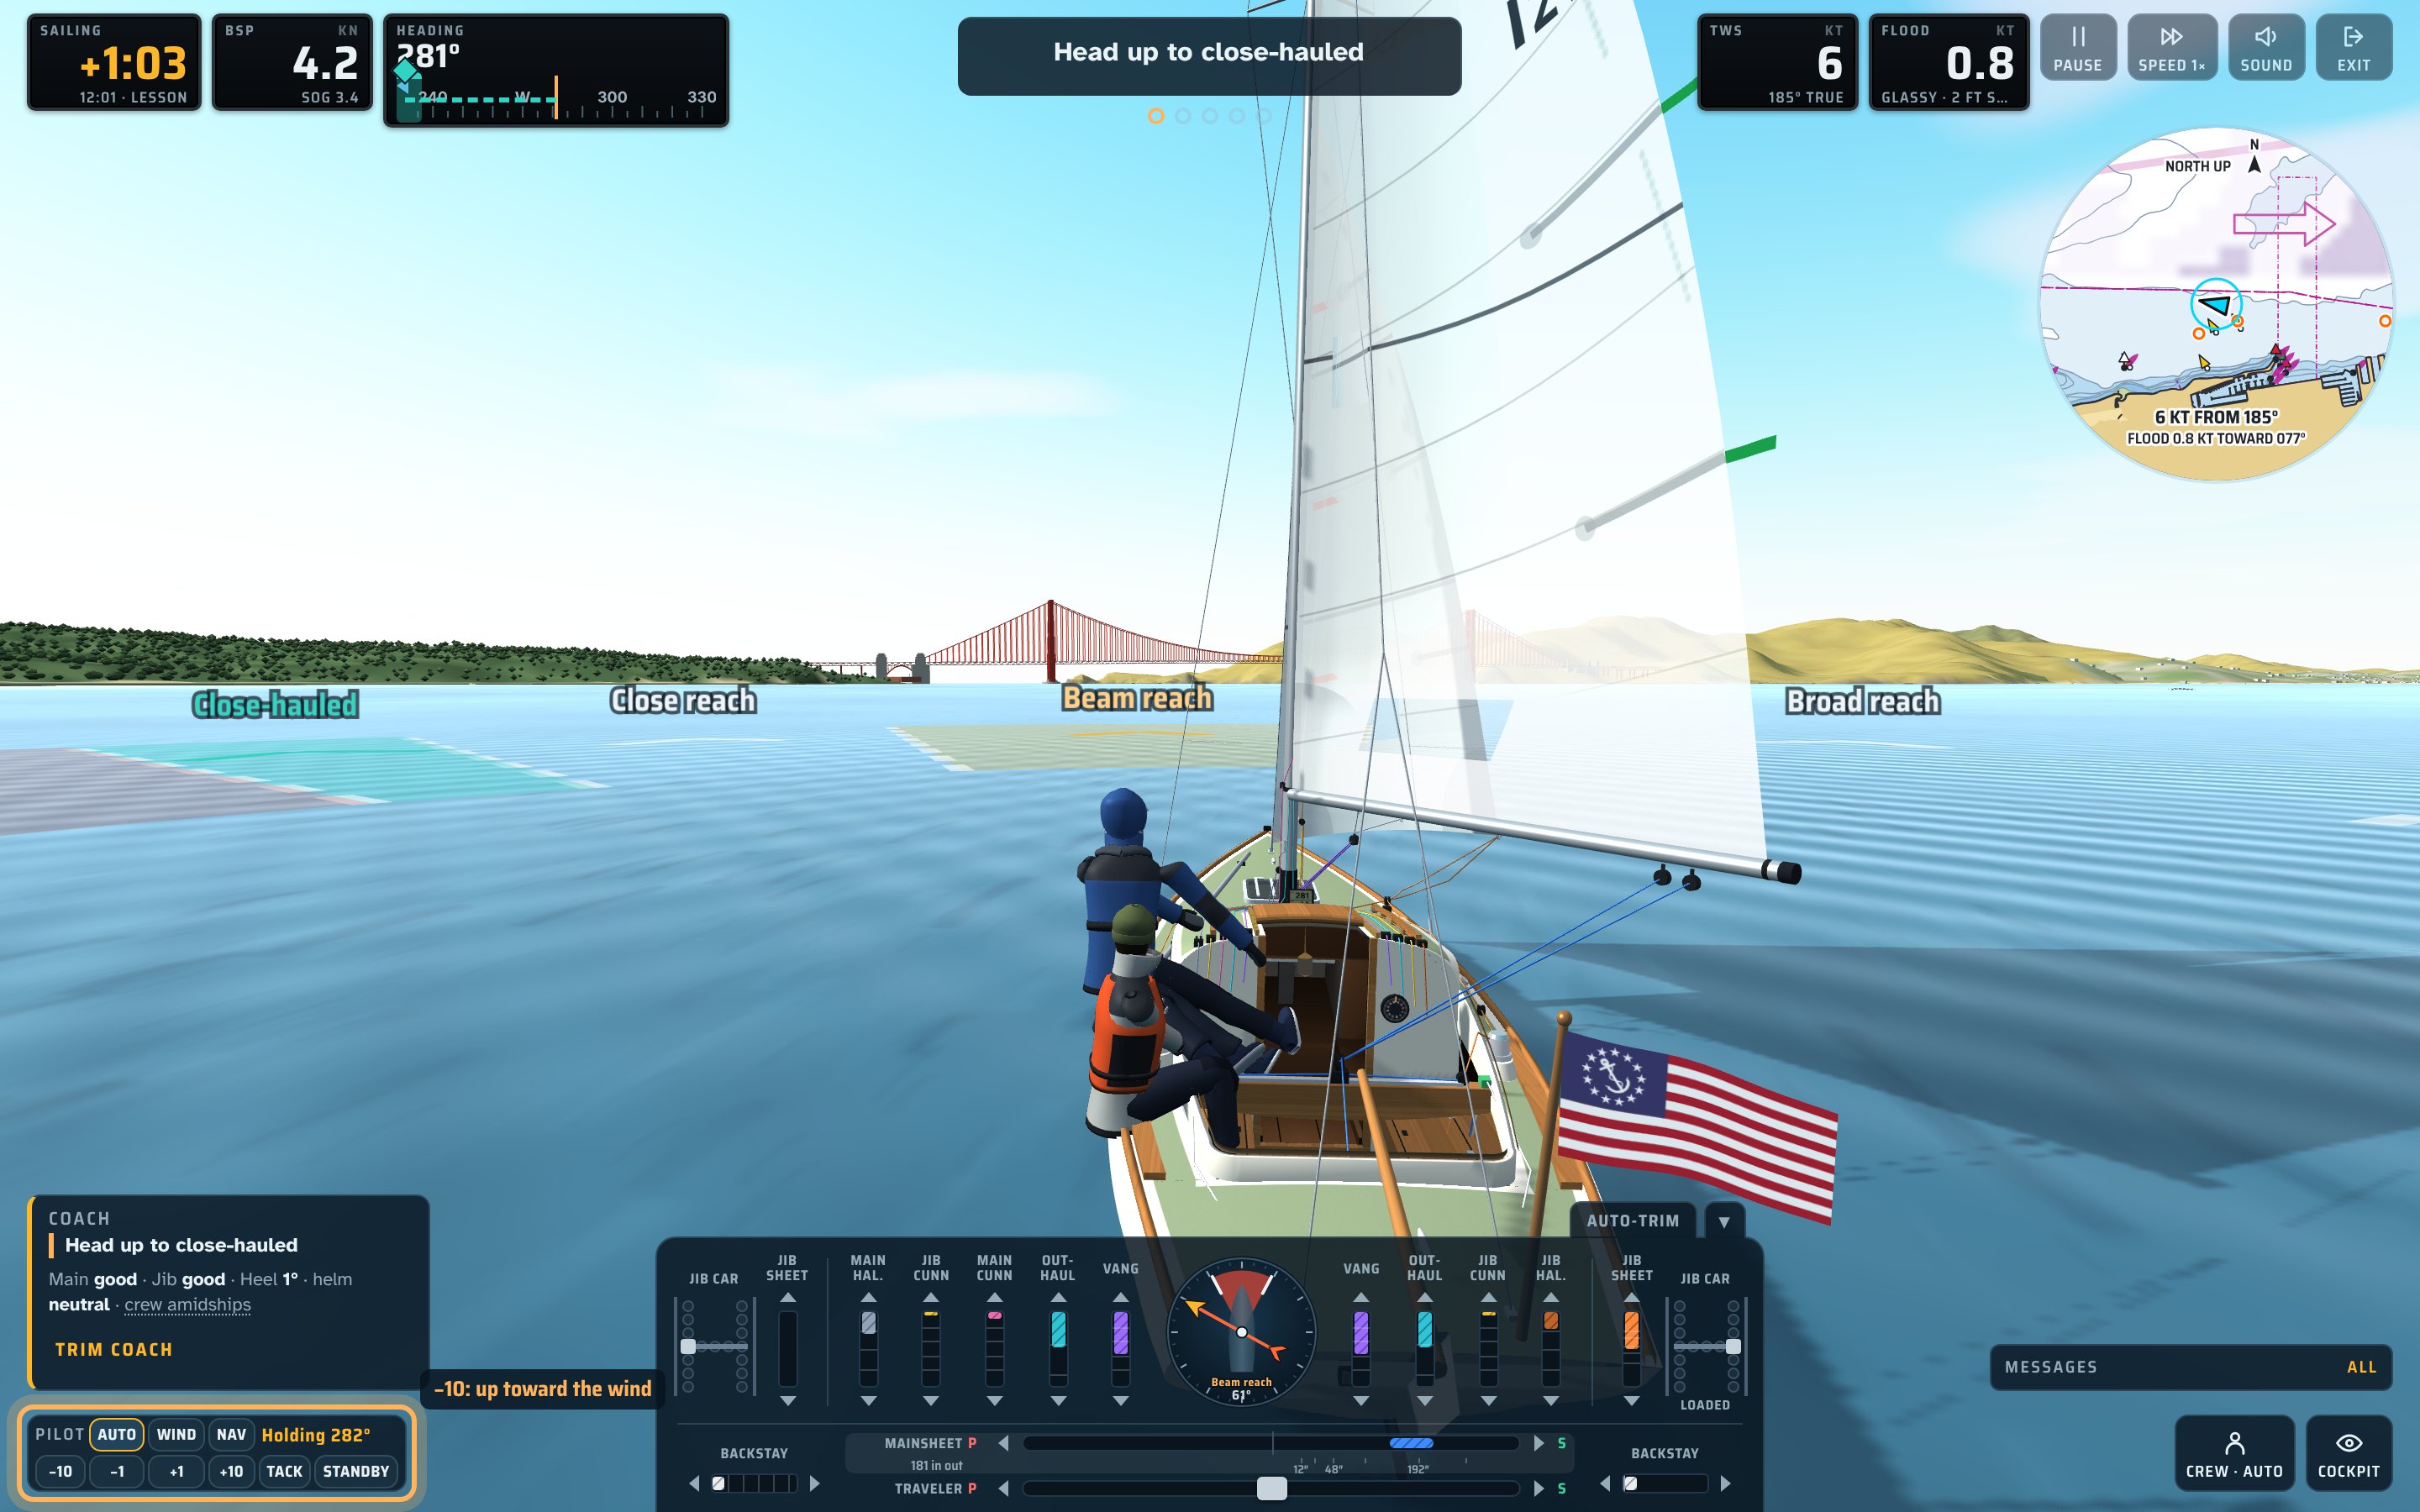 SAILING
+1:03
12:01 · LESSON
BSP KN
4.2
SOG 3.4
HEADING
281°
240 W 300 330
Head up to close-hauled
TWS KT
6
185° TRUE
FLOOD KT
0.8
GLASSY · 2 FT S...
PAUSE
SPEED 1×
SOUND
EXIT
N
NORTH UP
6 KT FROM 185°
FLOOD 0.8 KT TOWARD 077°
Close-hauled
Close reach
Beam reach
Broad reach
281
COACH
Head up to close-hauled
Main good · Jib good · Heel 1° · helm
neutral · crew amidships
TRIM COACH
-10: up toward the wind
PILOT AUTO WIND NAV Holding 282°
-10 -1 +1 +10 TACK STANDBY
AUTO-TRIM ▼
JIB CAR
JIB SHEET
MAIN HAL.
JIB CUNN
MAIN CUNN
OUT-HAUL
VANG
Beam reach
61°
VANG
OUT-HAUL
JIB CUNN
JIB HAL.
JIB SHEET
JIB CAR
LOADED
BACKSTAY
MAINSHEET P S
181 in out
12" 48" 192"
TRAVELER P S
BACKSTAY
MESSAGES ALL
CREW · AUTO
COCKPIT